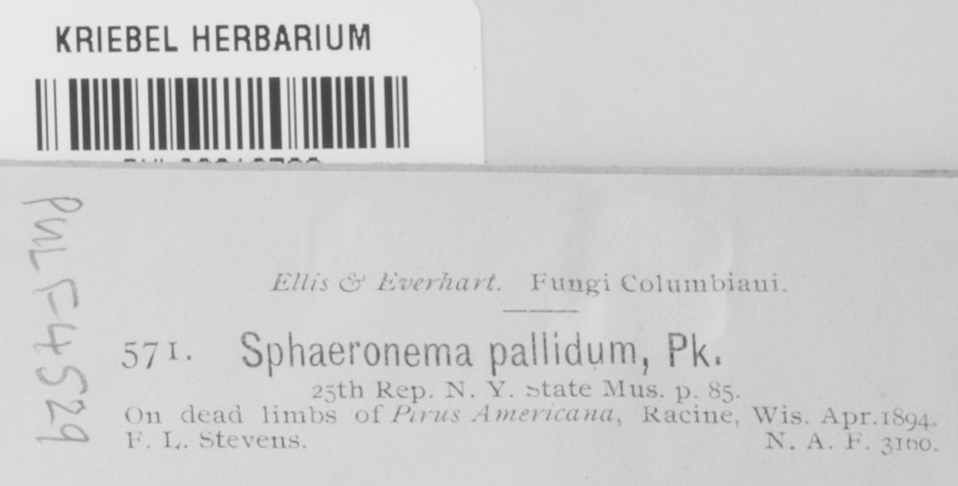 KRIEBEL HERBARIUM
PUL F4529
Ellis & Everhart. Fungi Columbiani.
571. Sphaeronema pallidum, Pk.
25th Rep. N. Y. State Mus. p. 85.
On dead limbs of Pirus Americana, Racine, Wis. Apr. 1894.
F. L. Stevens. N. A. F. 3160.